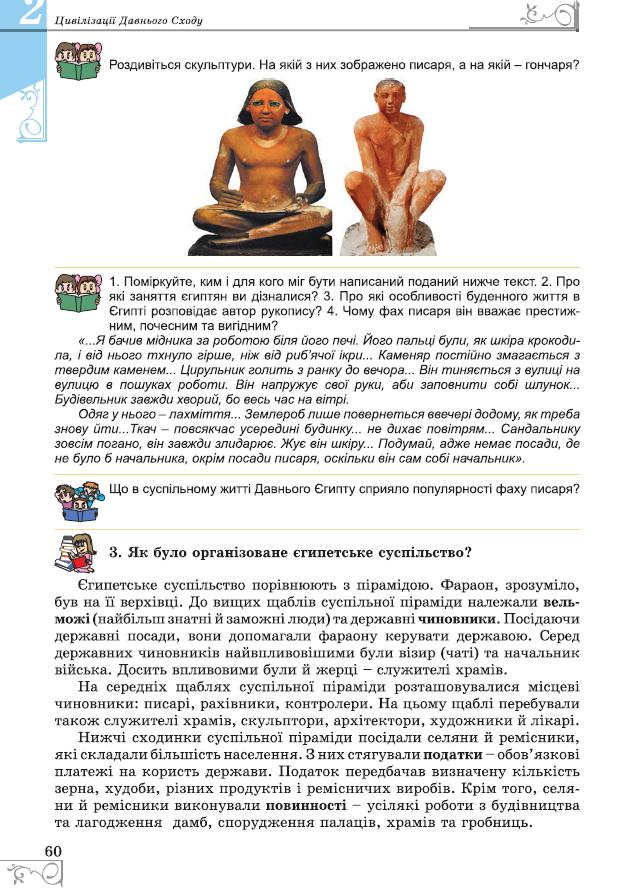 2
Цивілізації Давнього Сходу
Роздивіться скульптури. На якій з них зображено писаря, а на якій – гончаря?
1. Поміркуйте, ким і для кого міг бути написаний поданий нижче текст. 2. Про
які заняття єгиптян ви дізналися? 3. Про які особливості буденного життя в
Єгипті розповідає автор рукопису? 4. Чому фах писаря він вважає престиж-
ним, почесним та вигідним?
«...Я бачив мідника за роботою біля його печі. Його пальці були, як шкіра крокоди-
ла, і від нього тхнуло гірше, ніж від риб’ячої ікри... Каменяр постійно змагається з
твердим каменем... Цирульник голить з ранку до вечора... Він тиняється з вулиці на
вулицю в пошуках роботи. Він напружує свої руки, аби заповнити собі шлунок...
Будівельник завжди хворий, бо весь час на вітрі.
Одяг у нього – лахміття... Землероб лише повернеться ввечері додому, як треба
знову йти...Ткач – повсякчас усередині будинку... не дихає повітрям... Сандальнику
зовсім погано, він завжди злидарює. Жує він шкіру... Подумай, адже немає посади, де
не було б начальника, окрім посади писаря, оскільки він сам собі начальник».
Що в суспільному житті Давнього Єгипту сприяло популярності фаху писаря?
3. Як було організоване єгипетське суспільство?
Єгипетське суспільство порівнюють з пірамідою. Фараон, зрозуміло,
був на її верхівці. До вищих щаблів суспільної піраміди належали вель-
можі (найбільш знатні й заможні люди) та державні чиновники. Посідаючи
державні посади, вони допомагали фараону керувати державою. Серед
державних чиновників найвпливовішими були візир (чаті) та начальник
війська. Досить впливовими були й жерці – служителі храмів.
На середніх щаблях суспільної піраміди розташовувалися місцеві
чиновники: писарі, рахівники, контролери. На цьому щаблі перебували
також служителі храмів, скульптори, архітектори, художники й лікарі.
Нижчі сходинки суспільної піраміди посідали селяни й ремісники,
які складали більшість населення. З них стягували податки – обов’язкові
платежі на користь держави. Податок передбачав визначену кількість
зерна, худоби, різних продуктів і ремісничих виробів. Крім того, селя-
ни й ремісники виконували повинності – усілякі роботи з будівництва
та лагодження дамб, спорудження палаців, храмів та гробниць.
60